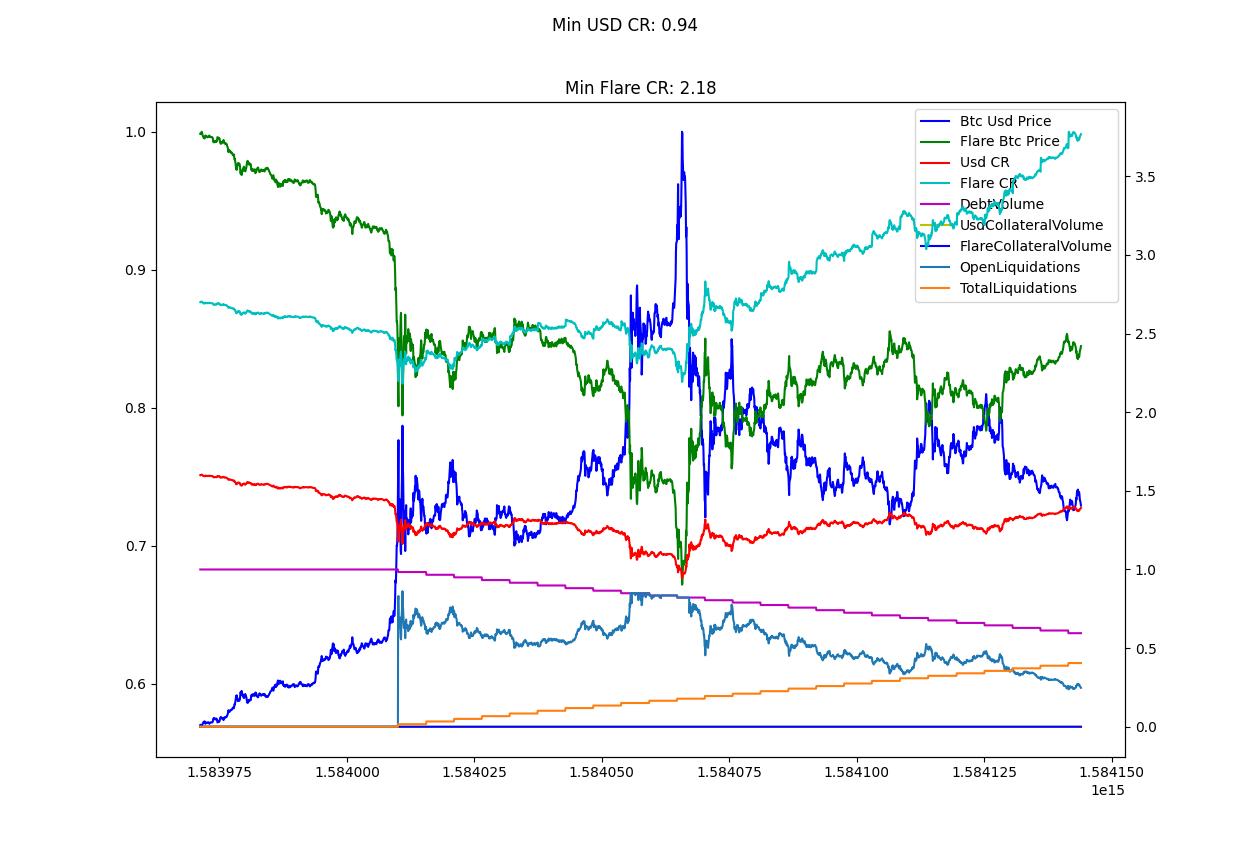 Min USD CR: 0.94
Min Flare CR: 2.18
Btc Usd Price
Flare Btc Price
Usd CR
Flare CR
DebtVolume
UsdCollateralVolume
FlareCollateralVolume
OpenLiquidations
TotalLiquidations
1.0
0.9
0.8
0.7
0.6
3.5
3.0
2.5
2.0
1.5
1.0
0.5
0.0
1.583975 1.584000 1.584025 1.584050 1.584075 1.584100 1.584125 1.584150
1e15